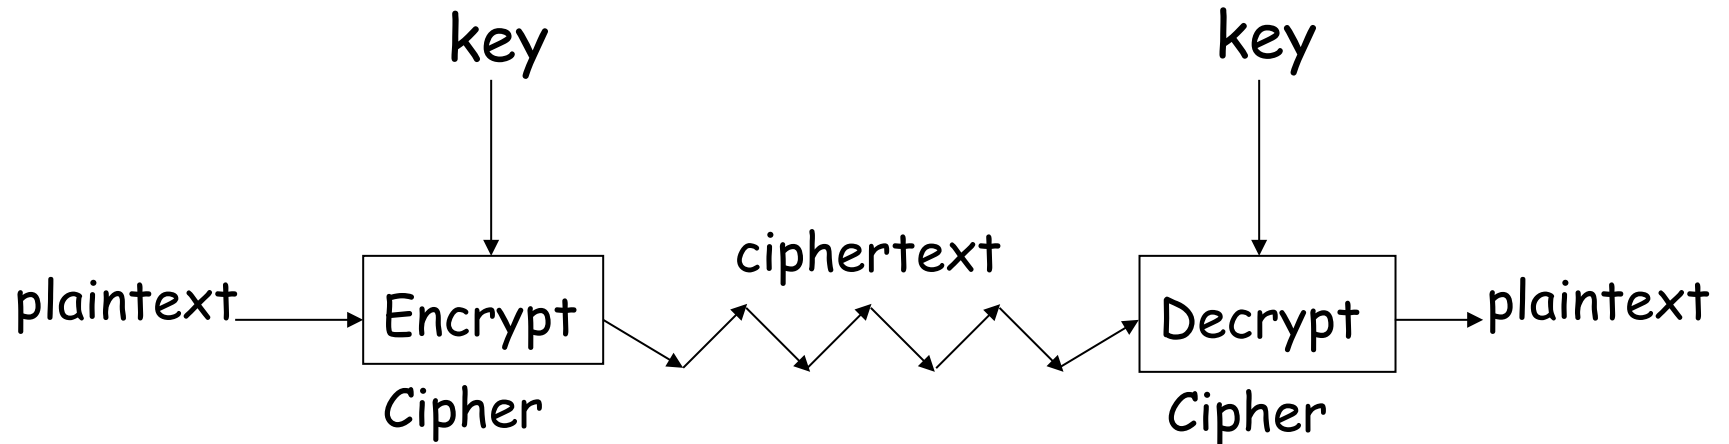 key
key
ciphertext
plaintext
Encrypt
Decrypt
plaintext
Cipher
Cipher